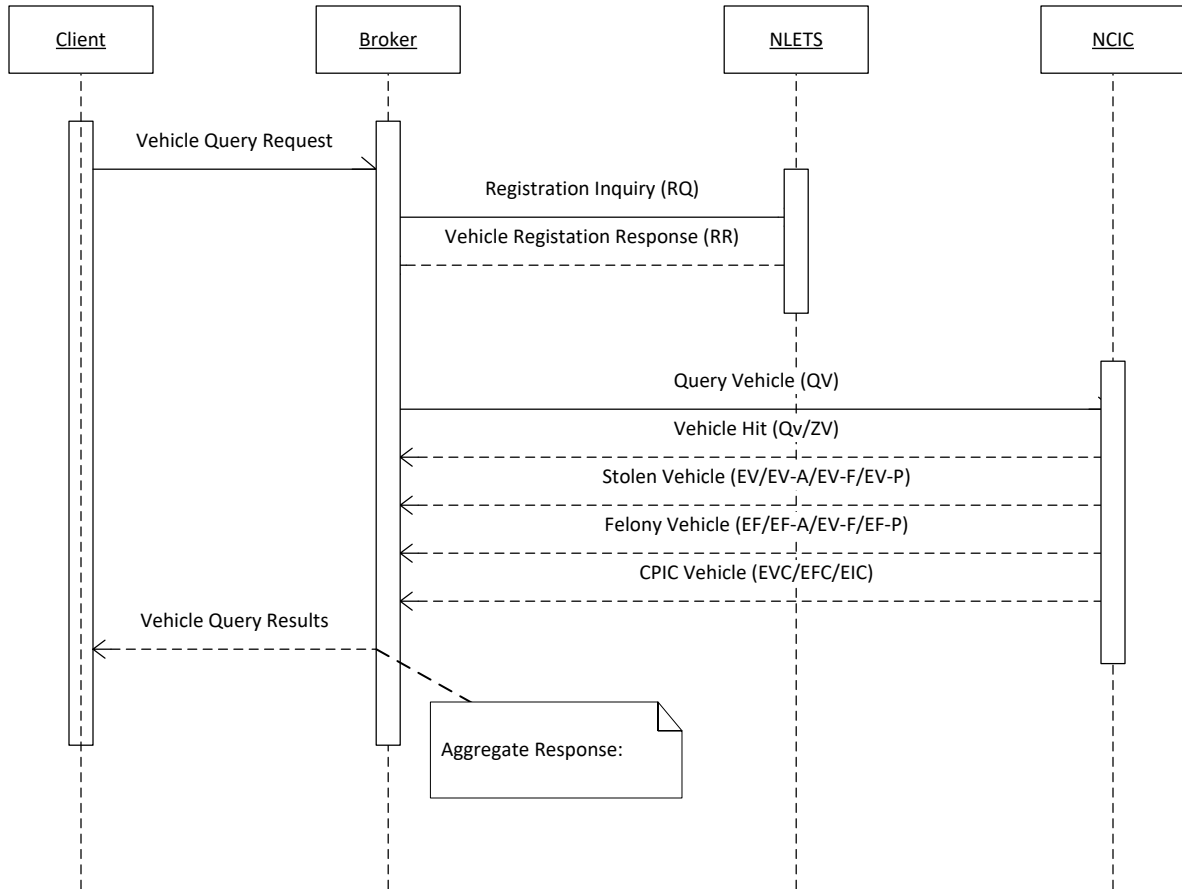 Client
Broker
NLETS
NCIC
Vehicle Query Request
Registration Inquiry (RQ)
Vehicle Registation Response (RR)
Query Vehicle (QV)
Vehicle Hit (Qv/ZV)
Stolen Vehicle (EV/EV-A/EV-F/EV-P)
Felony Vehicle (EF/EF-A/EV-F/EF-P)
CPIC Vehicle (EVC/EFC/EIC)
Vehicle Query Results
Aggregate Response: